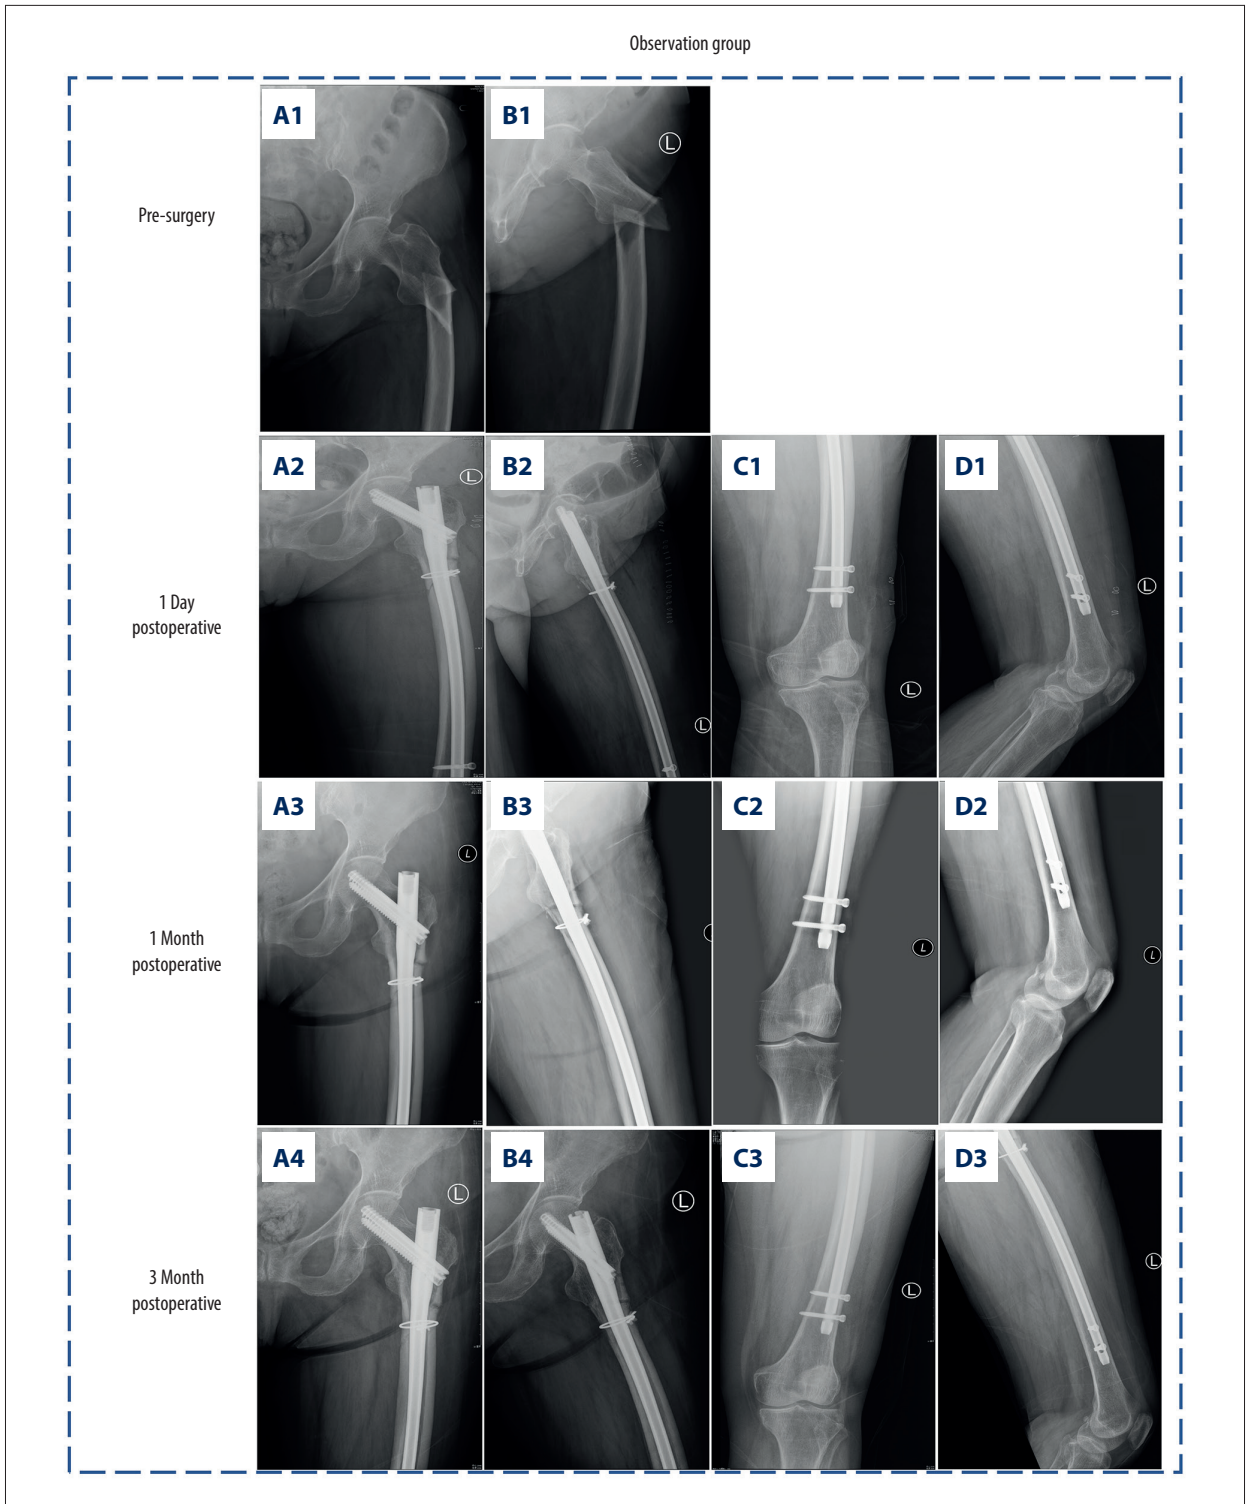 Observation group
A1
B1
L
Pre-surgery
A2
B2
C1
D1
L
1 Day
postoperative
L
L
L
A3
B3
C2
D2
L
1 Month
postoperative
L
L
A4
B4
C3
D3
L
L
3 Month
postoperative
L
L